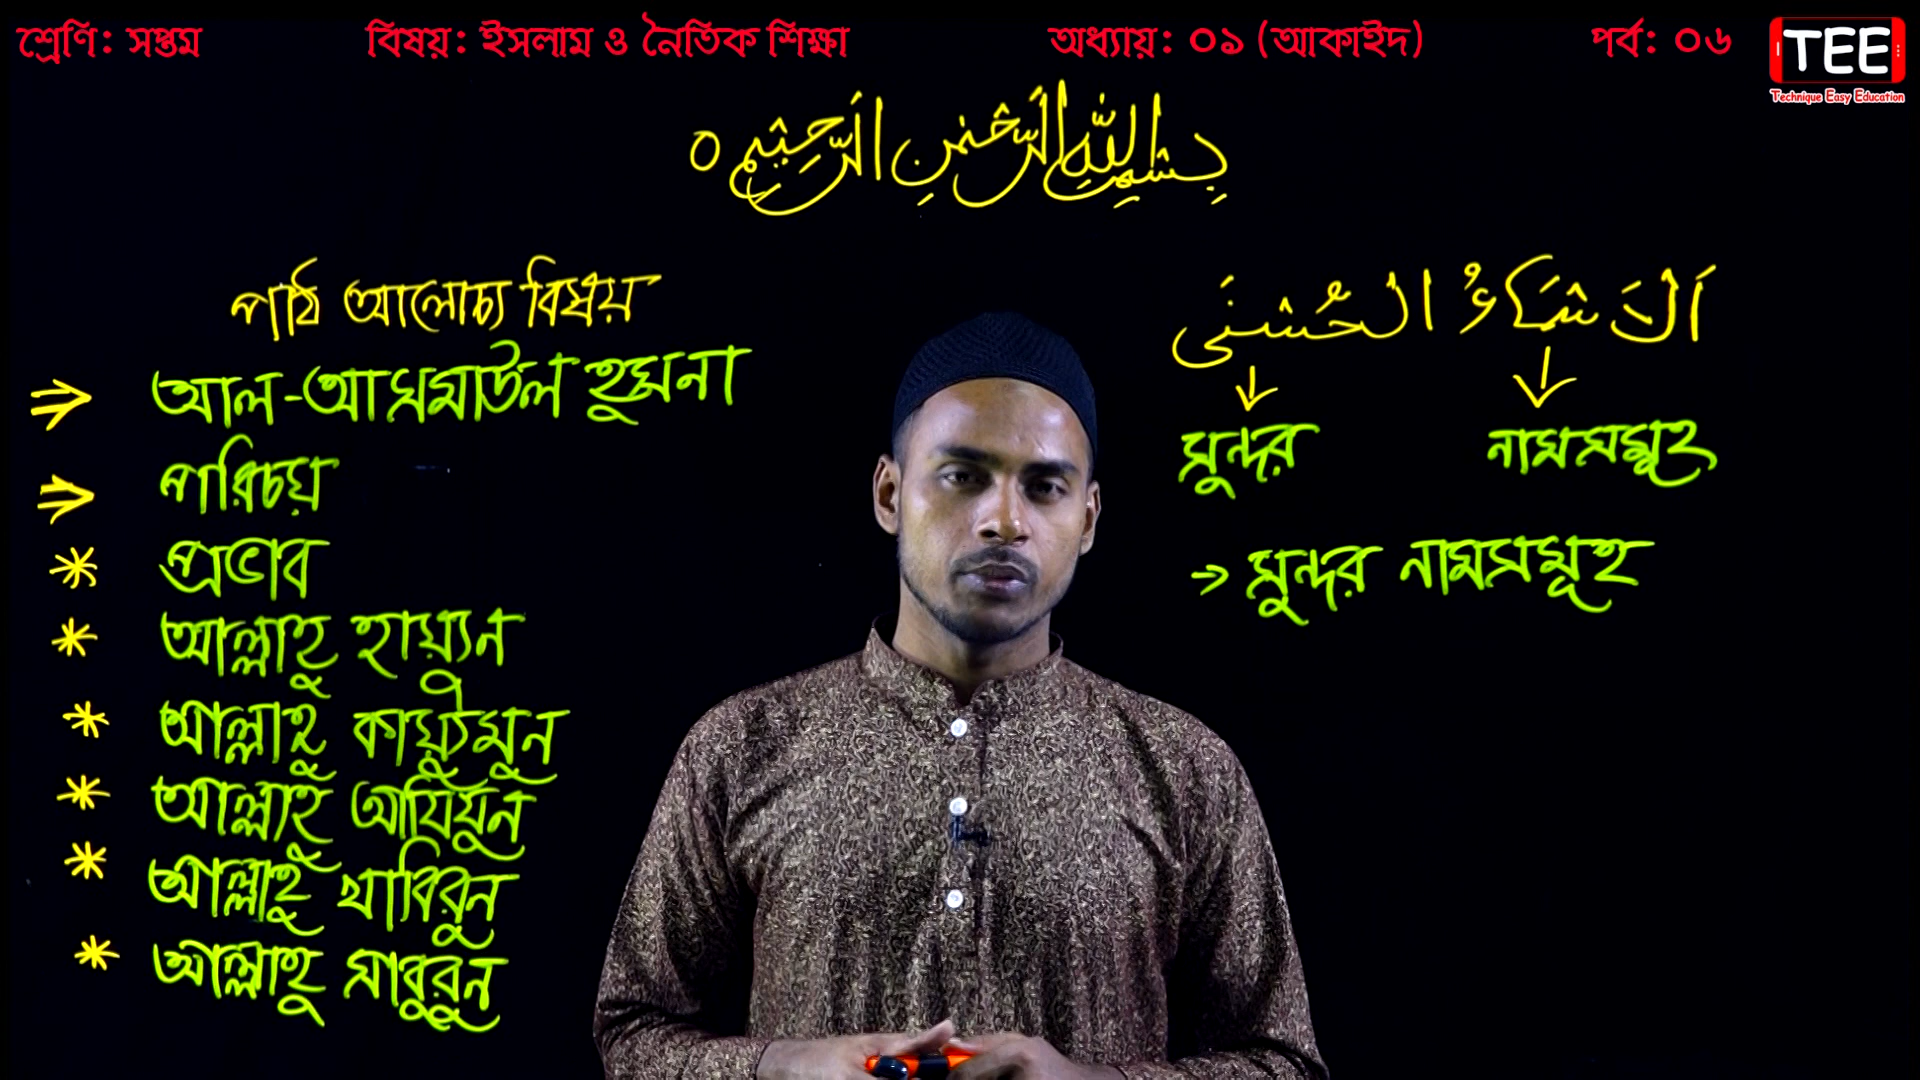 শ্রেণি: সপ্তম বিষয়: ইসলাম ও নৈতিক শিক্ষা অধ্যায়: ০১ (আকাইদ) পর্ব: ০৬
TEE
Technique Easy Education
بِسْمِ اللّٰهِ الرَّحْمٰنِ الرَّحِيْمِ ০
পাঠ আলোচ্য বিষয়
⇒ আল-আসমাউল হুসনা
⇒ পরিচয়
* প্রভাব
* আল্লাহু হায়্যুন
* আল্লাহু কায়্যুমুন
* আল্লাহু আযিযুন
* আল্লাহু খাবিরুন
* আল্লাহু সাবুরুন
اَلْاَسْمَاءُ الْحُسْنَى
সুন্দর নামসমূহ
→ সুন্দর নামসমূহ